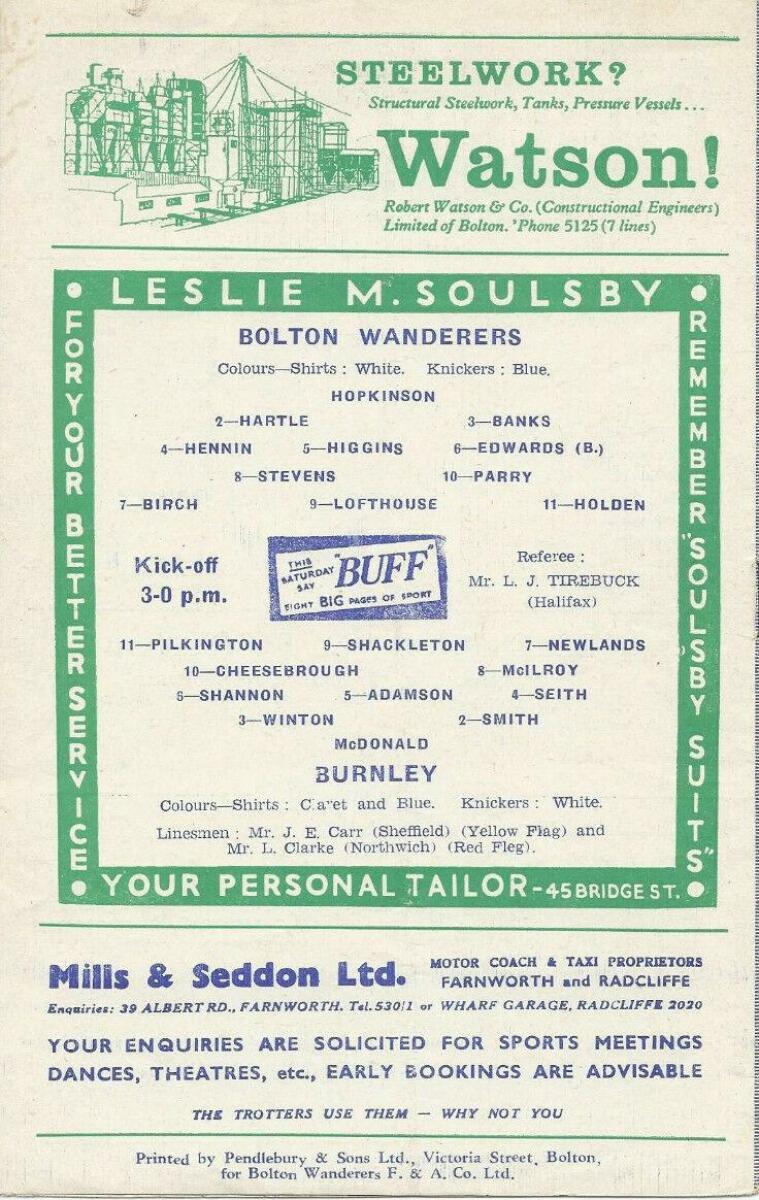 STEELWORK?
Structural Steelwork, Tanks, Pressure Vessels...
Watson!
Robert Watson & Co. (Constructional Engineers)
Limited of Bolton. 'Phone 5125 (7 lines)
LESLIE M. SOULSBY
FOR YOUR BETTER SERVICE
REMEMBER "SOULSBY SUITS"
BOLTON WANDERERS
Colours—Shirts : White. Knickers : Blue.
HOPKINSON
2—HARTLE 3—BANKS
4—HENNIN 5—HIGGINS 6—EDWARDS (B.)
8—STEVENS 10—PARRY
7—BIRCH 9—LOFTHOUSE 11—HOLDEN
Kick-off
3-0 p.m.
THIS
SATURDAY
SAY "BUFF"
EIGHT BIG PAGES OF SPORT
Referee :
Mr. L. J. TIREBUCK
(Halifax)
11—PILKINGTON 9—SHACKLETON 7—NEWLANDS
10—CHEESEBROUGH 8—McILROY
6—SHANNON 5—ADAMSON 4—SEITH
3—WINTON 2—SMITH
McDONALD
BURNLEY
Colours—Shirts : Claret and Blue. Knickers : White.
Linesmen : Mr. J. E. Carr (Sheffield) (Yellow Flag) and
Mr. L. Clarke (Northwich) (Red Fleg).
YOUR PERSONAL TAILOR - 45 BRIDGE ST.
Mills & Seddon Ltd. MOTOR COACH & TAXI PROPRIETORS
FARNWORTH and RADCLIFFE
Enquiries: 39 ALBERT RD., FARNWORTH. Tel. 530/1 or WHARF GARAGE, RADCLIFFE 2020
YOUR ENQUIRIES ARE SOLICITED FOR SPORTS MEETINGS
DANCES, THEATRES, etc., EARLY BOOKINGS ARE ADVISABLE
THE TROTTERS USE THEM — WHY NOT YOU
Printed by Pendlebury & Sons Ltd., Victoria Street, Bolton,
for Bolton Wanderers F. & A. Co. Ltd.